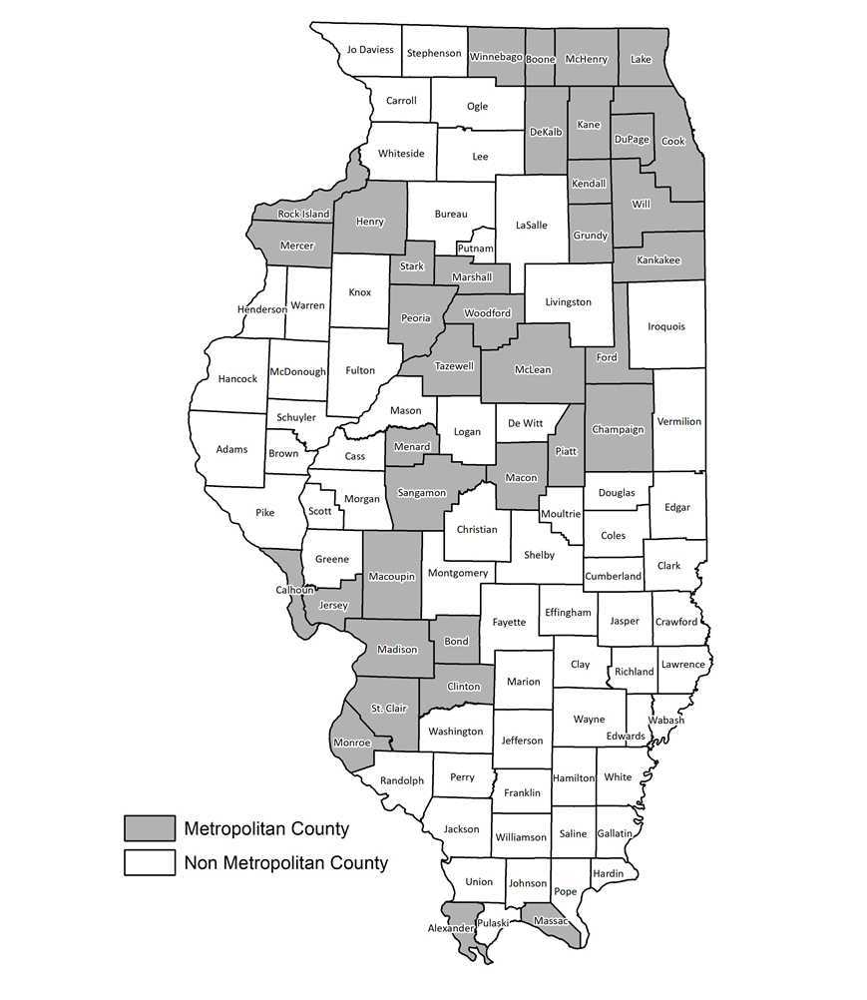 Jo Daviess
Stephenson
Winnebago
Boone
McHenry
Lake
Carroll
Ogle
DeKalb
Kane
DuPage
Cook
Whiteside
Lee
Kendall
Will
Rock Island
Henry
Bureau
LaSalle
Grundy
Mercer
Putnam
Kankakee
Stark
Marshall
Henderson
Warren
Knox
Peoria
Woodford
Livingston
Iroquois
Hancock
McDonough
Fulton
Tazewell
McLean
Ford
Schuyler
Mason
Logan
De Witt
Champaign
Vermilion
Adams
Brown
Cass
Menard
Macon
Piatt
Pike
Scott
Morgan
Sangamon
Christian
Moultrie
Douglas
Edgar
Coles
Shelby
Greene
Macoupin
Montgomery
Cumberland
Clark
Calhoun
Jersey
Fayette
Effingham
Jasper
Crawford
Madison
Bond
Clay
Richland
Lawrence
Clinton
Marion
St. Clair
Wayne
Edwards
Wabash
Monroe
Washington
Jefferson
Randolph
Perry
Franklin
Hamilton
White
Jackson
Williamson
Saline
Gallatin
Union
Johnson
Pope
Hardin
Alexander
Pulaski
Massac
Metropolitan County
Non Metropolitan County